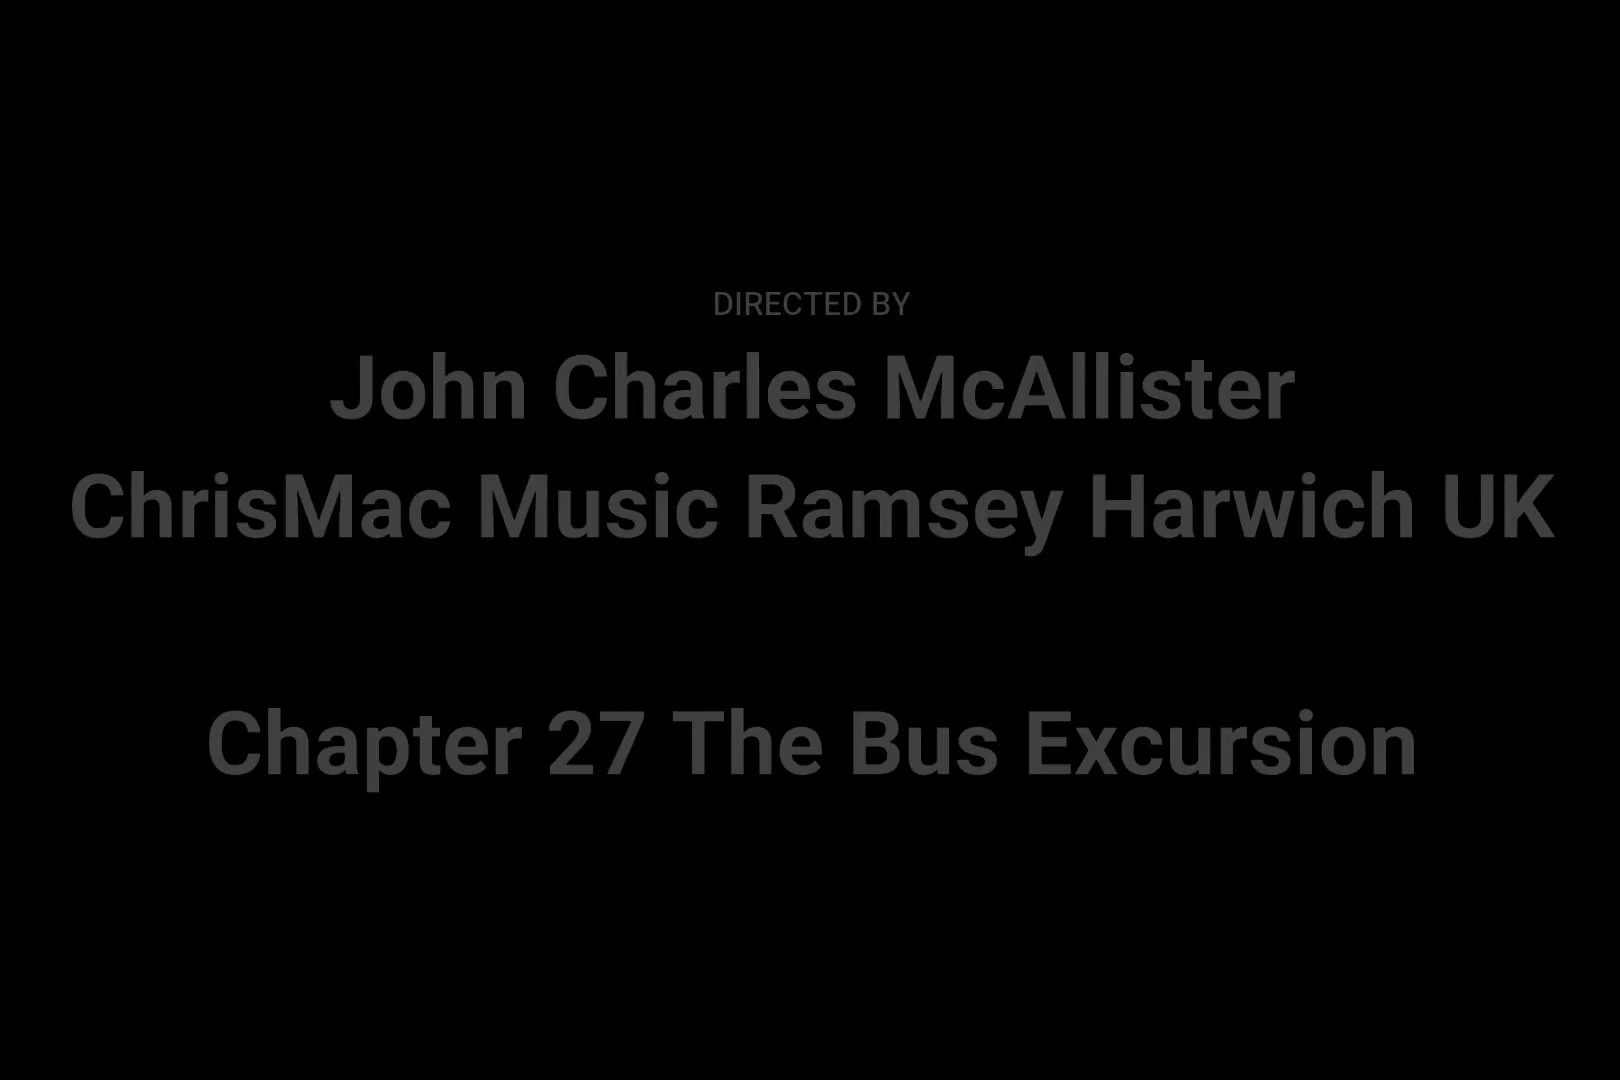 DIRECTED BY
John Charles McAllister
ChrisMac Music Ramsey Harwich UK
Chapter 27 The Bus Excursion